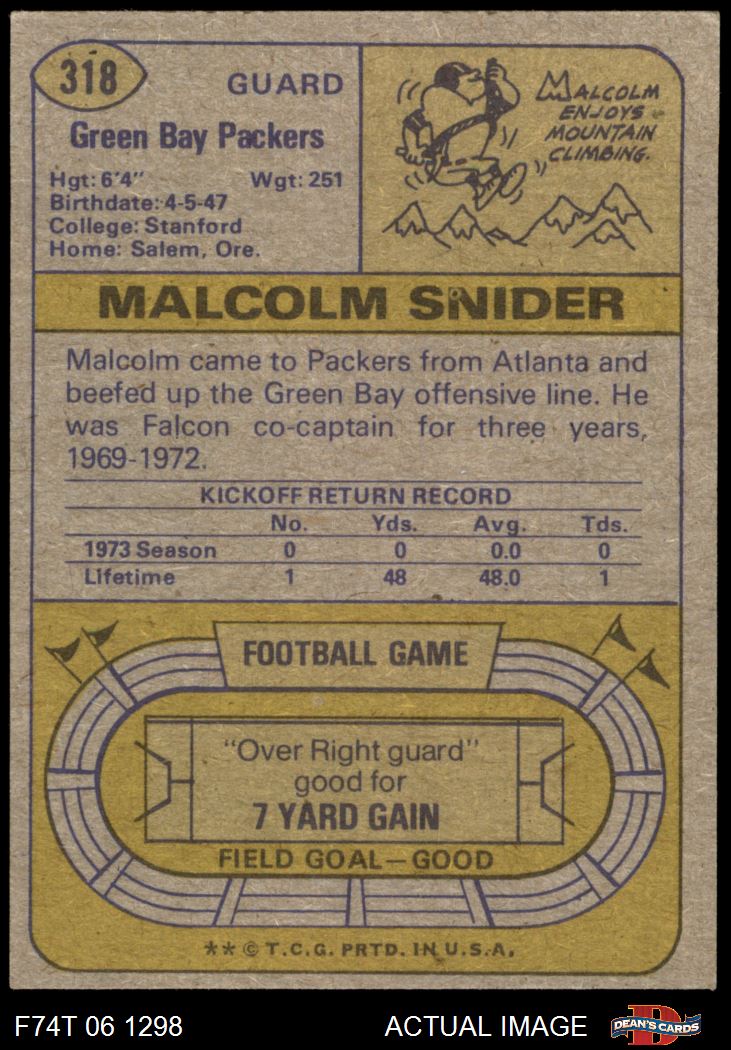 318
GUARD
Green Bay Packers
Hgt: 6'4" Wgt: 251
Birthdate: 4-5-47
College: Stanford
Home: Salem, Ore.
MALCOLM
ENJOYS
MOUNTAIN
CLIMBING.
MALCOLM SNIDER
Malcolm came to Packers from Atlanta and
beefed up the Green Bay offensive line. He
was Falcon co-captain for three years,
1969-1972.
KICKOFF RETURN RECORD
No. Yds. Avg. Tds.
1973 Season 0 0 0.0 0
Lifetime 1 48 48.0 1
FOOTBALL GAME
"Over Right guard"
good for
7 YARD GAIN
FIELD GOAL—GOOD
** © T.C.G. PRTD. IN U.S.A.
F74T 06 1298 ACTUAL IMAGE
D
DEAN'S CARDS